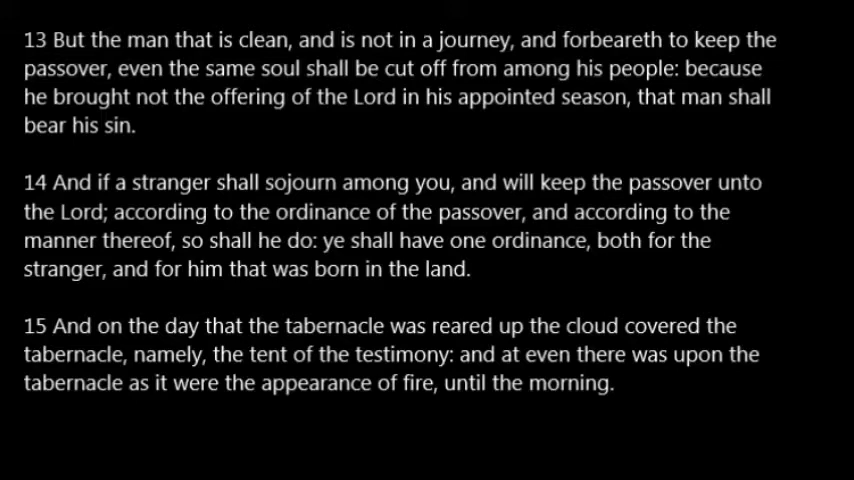 13 But the man that is clean, and is not in a journey, and forbeareth to keep the
passover, even the same soul shall be cut off from among his people: because
he brought not the offering of the Lord in his appointed season, that man shall
bear his sin.
14 And if a stranger shall sojourn among you, and will keep the passover unto
the Lord; according to the ordinance of the passover, and according to the
manner thereof, so shall he do: ye shall have one ordinance, both for the
stranger, and for him that was born in the land.
15 And on the day that the tabernacle was reared up the cloud covered the
tabernacle, namely, the tent of the testimony: and at even there was upon the
tabernacle as it were the appearance of fire, until the morning.